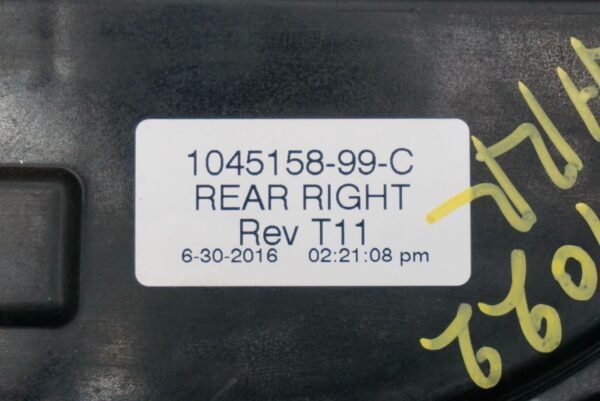 1045158-99-C
REAR RIGHT
Rev T11
6-30-2016 02:21:08 pm